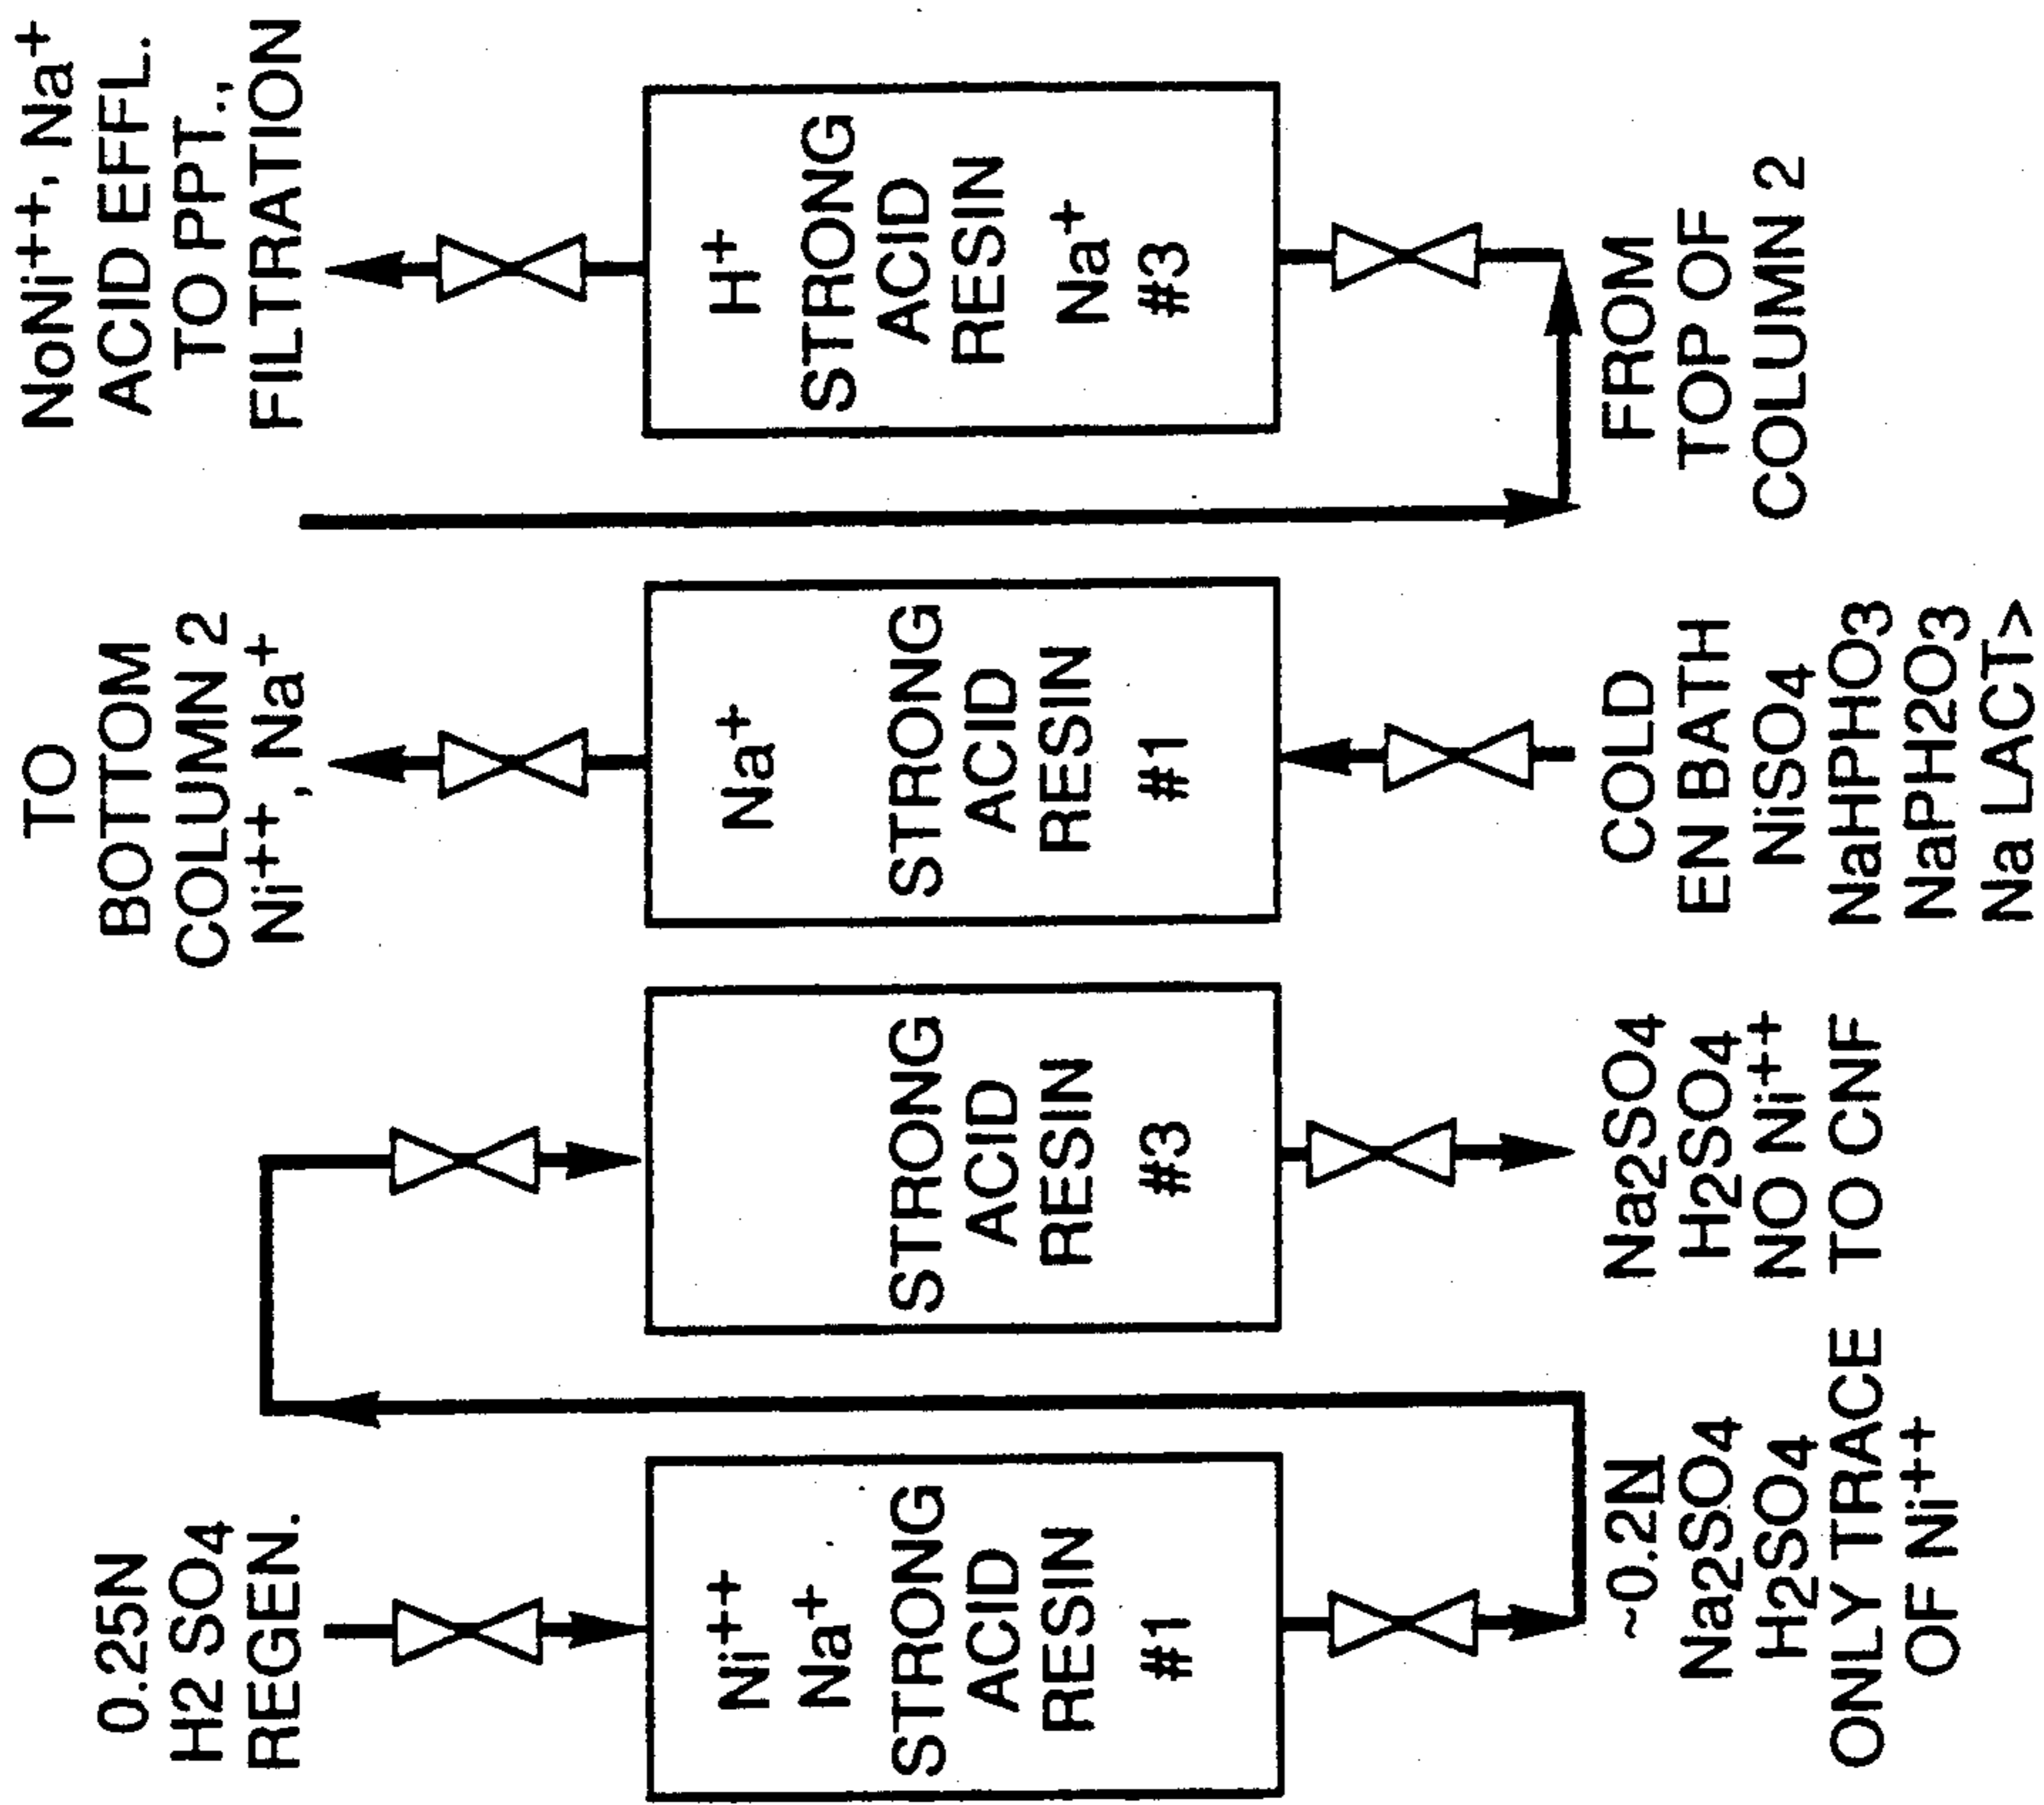 0.25N
H2 SO4
REGEN.
Ni++
Na+
STRONG
ACID
RESIN
#1
~0.2N
Na2SO4
H2SO4
ONLY TRACE
OF Ni++
STRONG
ACID
RESIN
#3
Na2SO4
H2SO4
NO Ni++
TO CNF
TO
BOTTOM
COLUMN 2
Ni++, Na+
Na+
STRONG
ACID
RESIN
#1
COLD
EN BATH
NiSO4
NaHPHO3
NaPH2O3
Na LACT>
NoNi++, Na+
ACID EFFL.
TO PPT.,
FILTRATION
H+
STRONG
ACID
RESIN
Na+
#3
FROM
TOP OF
COLUMN 2